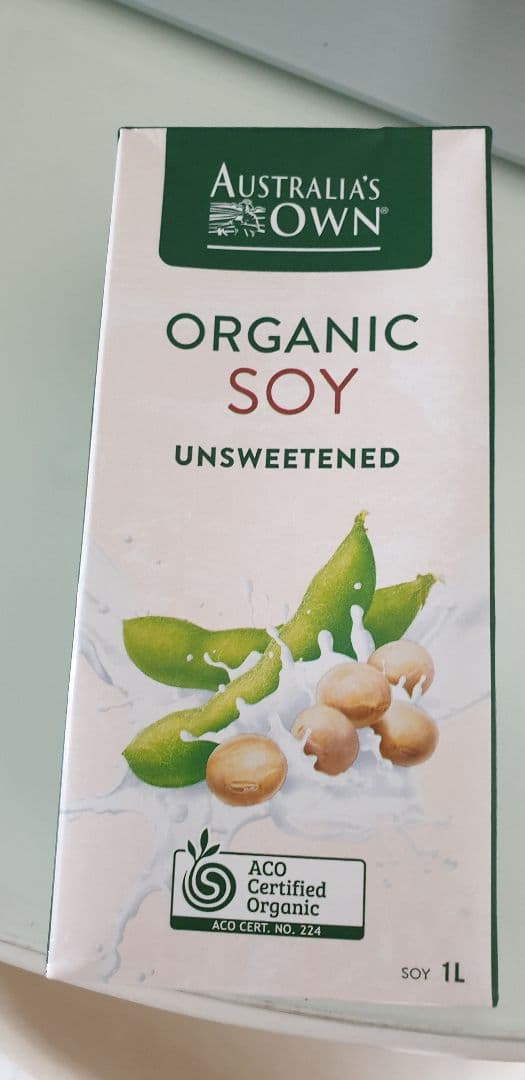 AUSTRALIA'S
OWN®
ORGANIC
SOY
UNSWEETENED
ACO
Certified
Organic
ACO CERT. NO. 224
SOY 1L